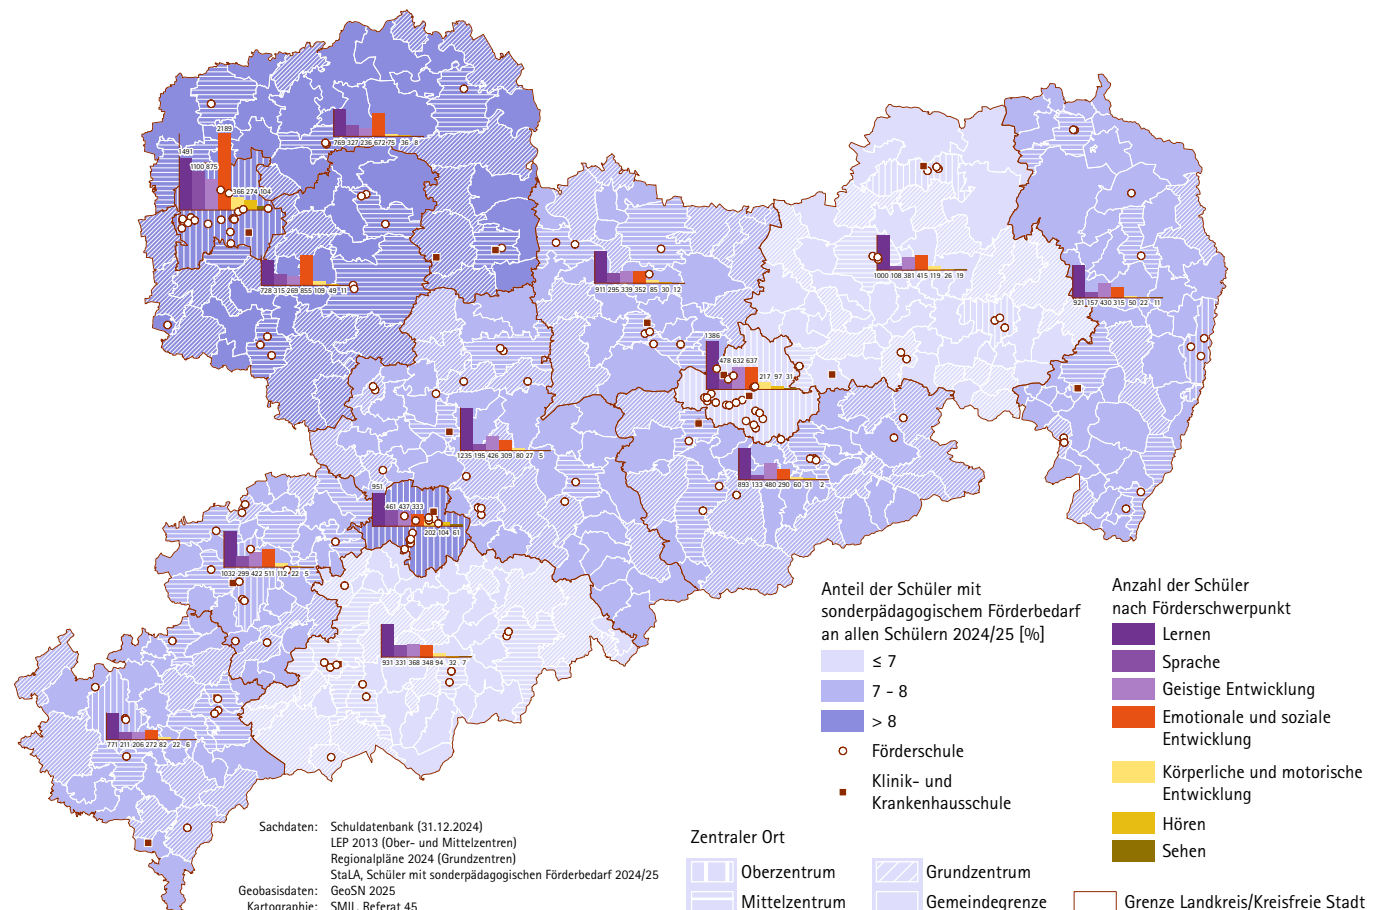 2189
1491
1100 875
366 274 104
769 327 236 672 75 36 8
728 315 269 855 109 49 11
911 295 339 352 85 30 12
1000 108 381 415 119 26 19
921 157 430 315 50 22 11
1386
478 632 637
217 97 31
1235 195 426 309 80 27 5
893 133 480 290 60 31 2
951
461 437 333
202 104 61
1032 299 422 511 112 22 5
931 331 368 348 94 32 7
771 211 206 272 82 22 6
Anteil der Schüler mit
sonderpädagogischem Förderbedarf
an allen Schülern 2024/25 [%]
≤ 7
7 - 8
> 8
Förderschule
Klinik- und
Krankenhausschule
Anzahl der Schüler
nach Förderschwerpunkt
Lernen
Sprache
Geistige Entwicklung
Emotionale und soziale
Entwicklung
Körperliche und motorische
Entwicklung
Hören
Sehen
Sachdaten: Schuldatenbank (31.12.2024)
LEP 2013 (Ober- und Mittelzentren)
Regionalpläne 2024 (Grundzentren)
StaLA, Schüler mit sonderpädagogischen Förderbedarf 2024/25
Geobasisdaten: GeoSN 2025
Kartographie: SMIL, Referat 45
Zentraler Ort
Oberzentrum
Grundzentrum
Mittelzentrum
Gemeindegrenze
Grenze Landkreis/Kreisfreie Stadt